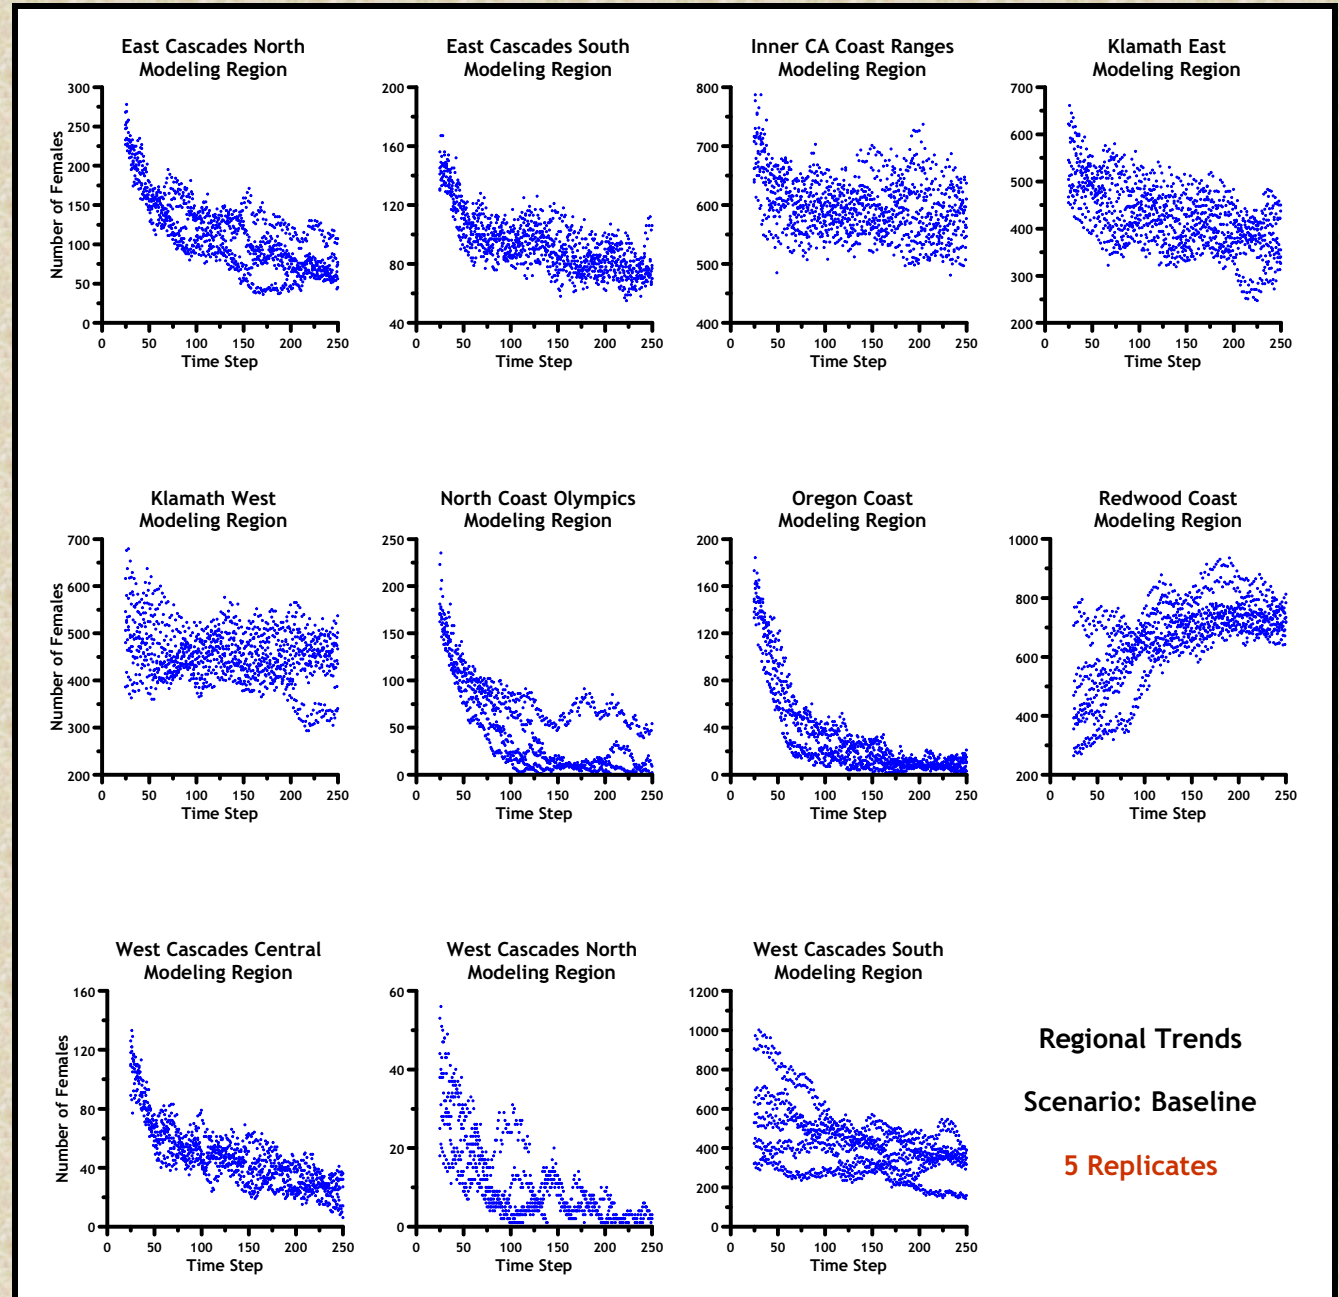 East Cascades North
Modeling Region
East Cascades South
Modeling Region
Inner CA Coast Ranges
Modeling Region
Klamath East
Modeling Region
Number of Females
300
250
200
150
100
50
0
0 50 100 150 200 250
Time Step
200
160
120
80
40
0 50 100 150 200 250
Time Step
800
700
600
500
400
0 50 100 150 200 250
Time Step
700
600
500
400
300
200
0 50 100 150 200 250
Time Step
Klamath West
Modeling Region
North Coast Olympics
Modeling Region
Oregon Coast
Modeling Region
Redwood Coast
Modeling Region
Number of Females
700
600
500
400
300
200
0 50 100 150 200 250
Time Step
250
200
150
100
50
0
0 50 100 150 200 250
Time Step
200
160
120
80
40
0
0 50 100 150 200 250
Time Step
1000
800
600
400
200
0 50 100 150 200 250
Time Step
West Cascades Central
Modeling Region
West Cascades North
Modeling Region
West Cascades South
Modeling Region
Number of Females
160
120
80
40
0
0 50 100 150 200 250
Time Step
60
40
20
0
0 50 100 150 200 250
Time Step
1200
1000
800
600
400
200
0
0 50 100 150 200 250
Time Step
Regional Trends
Scenario: Baseline
5 Replicates